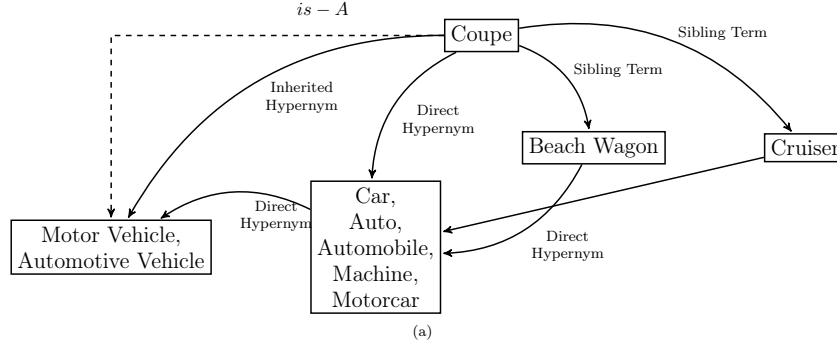 is − A
Coupe
Sibling Term
Sibling Term
Inherited
Hypernym
Direct
Hypernym
Beach Wagon
Cruiser
Car,
Auto,
Automobile,
Machine,
Motorcar
Direct
Hypernym
Motor Vehicle,
Automotive Vehicle
Direct
Hypernym
(a)